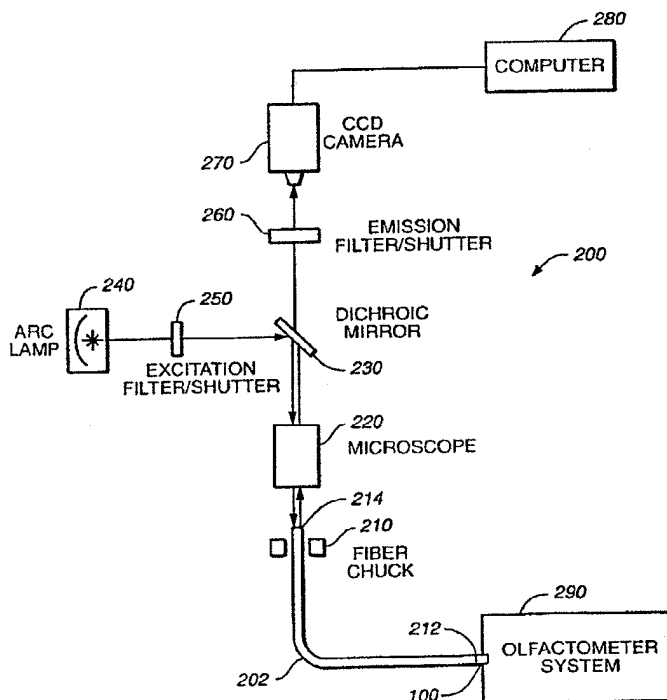 280
COMPUTER
CCD
CAMERA
270
260
EMISSION
FILTER/SHUTTER
200
240
250
DICHROIC
MIRROR
ARC
LAMP
EXCITATION
FILTER/SHUTTER
230
220
MICROSCOPE
214
210
FIBER
CHUCK
290
212
OLFACTOMETER
SYSTEM
202
100